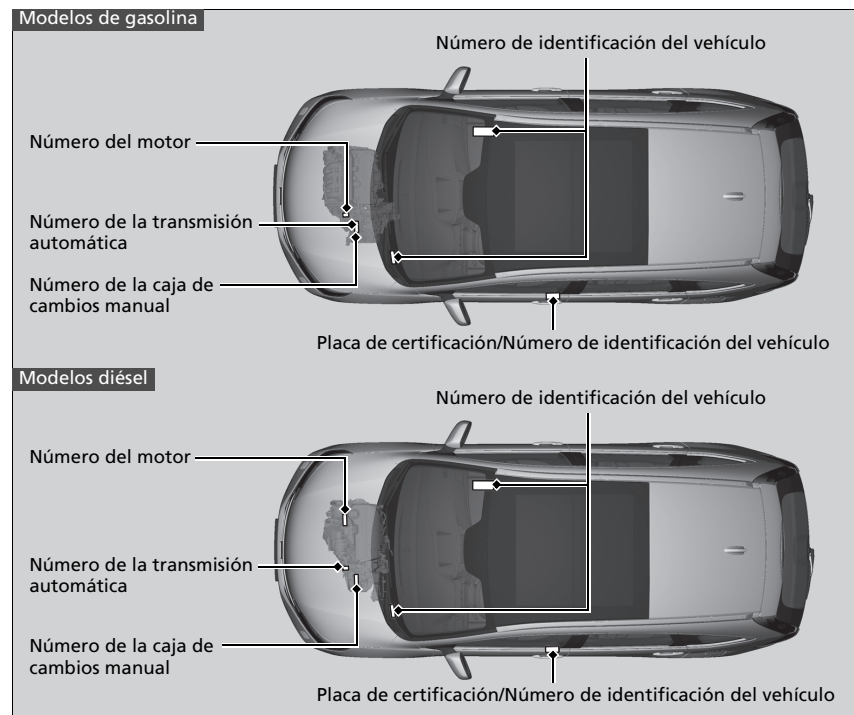 Modelos de gasolina
Número de identificación del vehículo
Número del motor
Número de la transmisión
automática
Número de la caja de
cambios manual
Placa de certificación/Número de identificación del vehículo
Modelos diésel
Número de identificación del vehículo
Número del motor
Número de la transmisión
automática
Número de la caja de
cambios manual
Placa de certificación/Número de identificación del vehículo